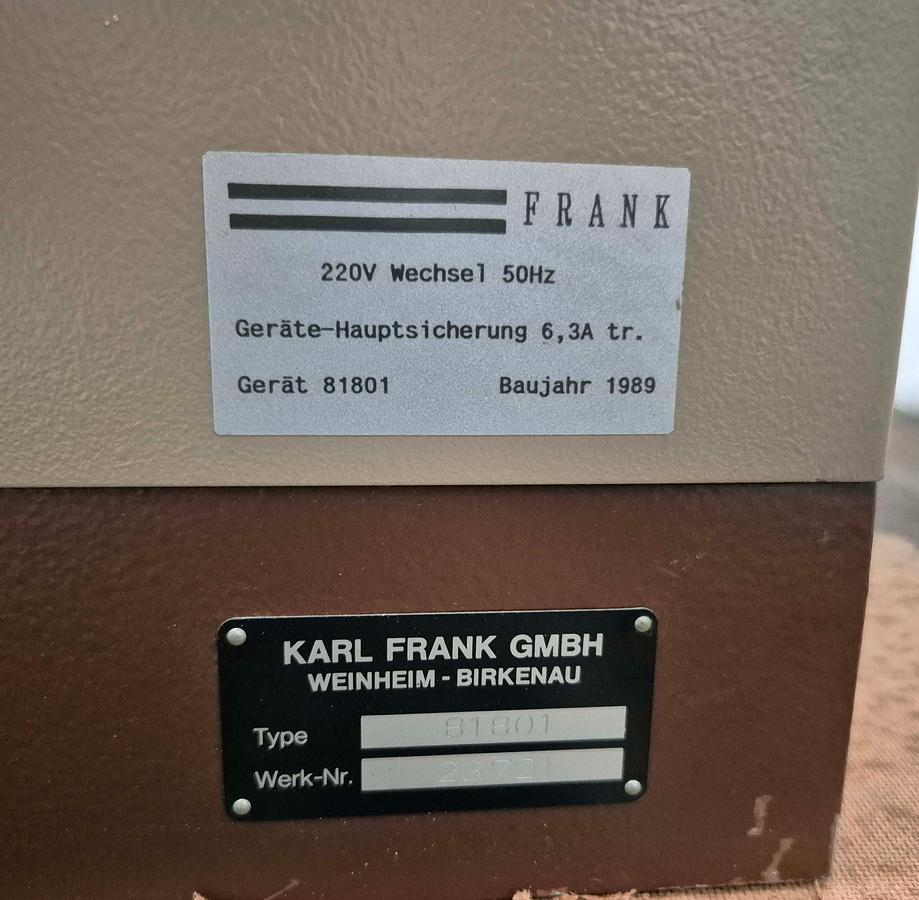 FRANK
220V Wechsel 50Hz
Geräte-Hauptsicherung 6,3A tr.
Gerät 81801 Baujahr 1989
KARL FRANK GMBH
WEINHEIM - BIRKENAU
Type 81801
Werk-Nr. 23721